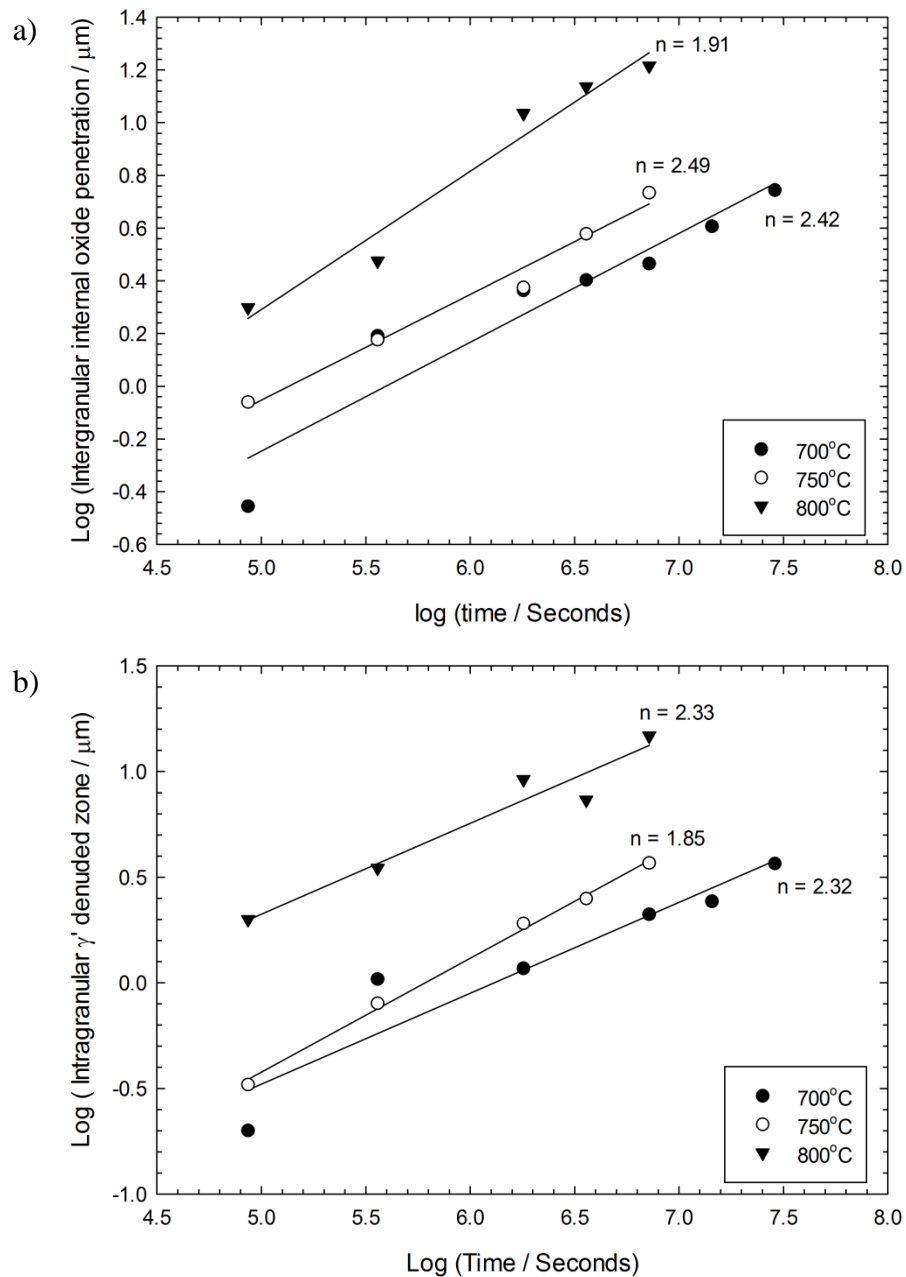 a)
Log (Intergranular internal oxide penetration / μm)
1.4
1.2
1.0
0.8
0.6
0.4
0.2
0.0
-0.2
-0.4
-0.6
n = 1.91
n = 2.49
n = 2.42
700°C
750°C
800°C
4.5 5.0 5.5 6.0 6.5 7.0 7.5 8.0
log (time / Seconds)
b)
Log ( Intragranular γ' denuded zone / μm)
1.5
1.0
0.5
0.0
-0.5
-1.0
n = 2.33
n = 1.85
n = 2.32
700°C
750°C
800°C
4.5 5.0 5.5 6.0 6.5 7.0 7.5 8.0
Log (Time / Seconds)